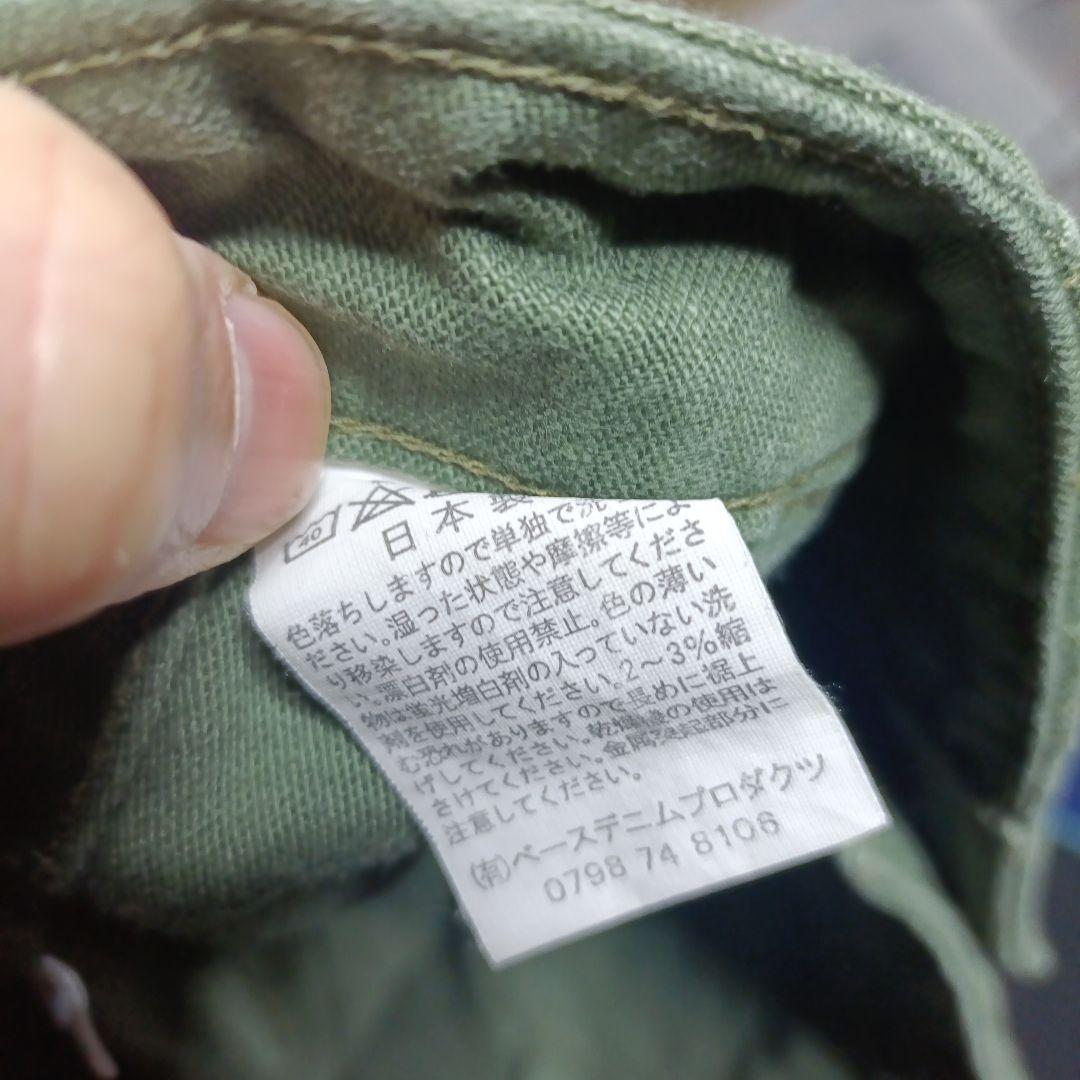 40
日本製
色落ちしますので単独で洗
ださい。湿った状態や摩擦等によ
り移染しますので注意してくださ
い。漂白剤の使用禁止。色の薄い
物は蛍光増白剤の入っていない洗
剤を使用してください。2～3%縮
む恐れがありますので長めに裾上
げしてください。乾燥機の使用は
さけてください。金属突起部分に
注意してください。
(有)ベースデニムプロダクツ
0798 74 8106